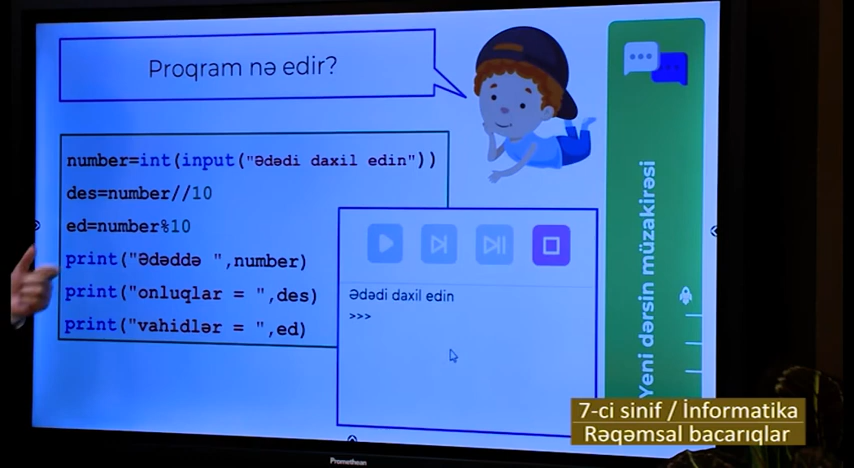 Proqram nə edir?
number=int(input("Ədədi daxil edin"))
des=number//10
ed=number%10
print("Ədəddə ",number)
print("onluqlar = ",des)
print("vahidlər = ",ed)
Ədədi daxil edin
>>>
Yeni dərsin müzakirəsi
7-ci sinif / İnformatika
Rəqəmsal bacarıqlar
Promethean